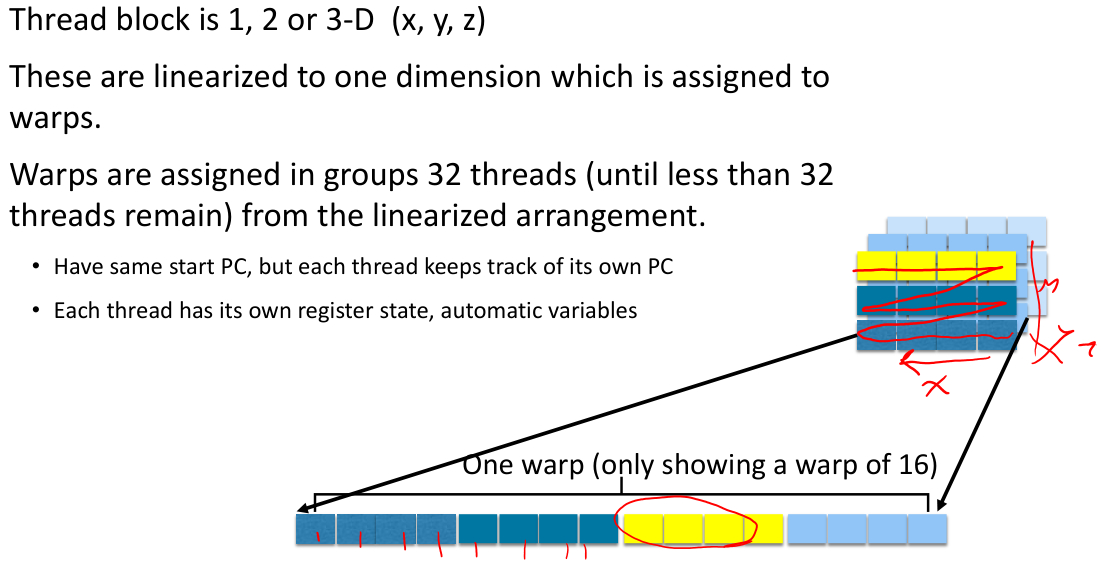 Thread block is 1, 2 or 3-D (x, y, z)
These are linearized to one dimension which is assigned to
warps.
Warps are assigned in groups 32 threads (until less than 32
threads remain) from the linearized arrangement.
• Have same start PC, but each thread keeps track of its own PC
• Each thread has its own register state, automatic variables
x
One warp (only showing a warp of 16)